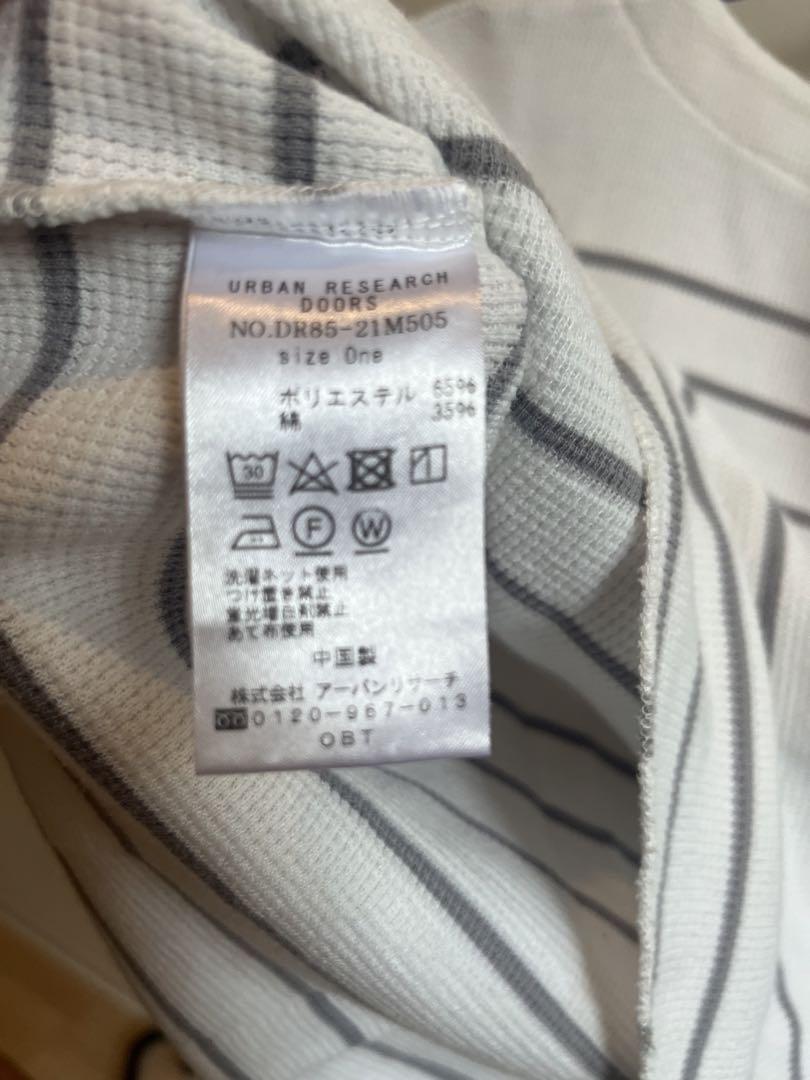 URBAN RESEARCH
DOORS
NO.DR85-21M505
size One
ポリエステル 65%
綿 35%
30
F
W
洗濯ネット使用
つけ置き禁止
蛍光増白剤禁止
あて布使用
中国製
株式会社 アーバンリサーチ
0120-967-013
OBT